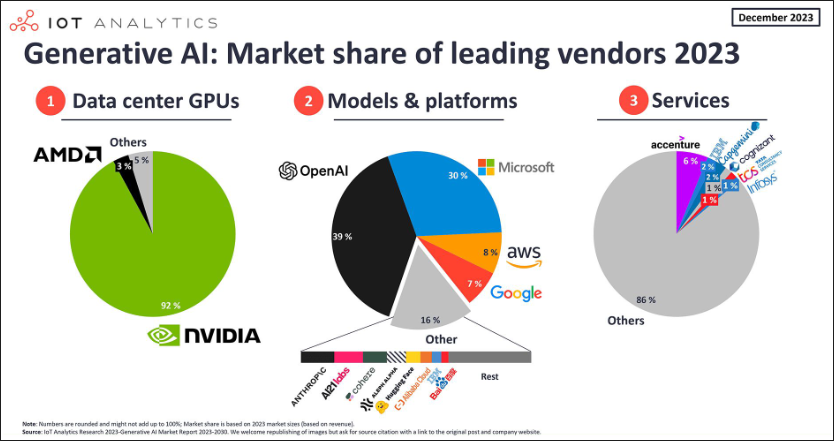 IOT ANALYTICS
December 2023
Generative AI: Market share of leading vendors 2023
1 Data center GPUs
2 Models & platforms
3 Services
AMD
Others
3 %
5 %
92 %
NVIDIA
OpenAI
Microsoft
30 %
39 %
8 %
aws
7 %
Google
16 %
Other
ANTHROPIC
AI21labs
cohere
ALEPH ALPHA
Hugging Face
Alibaba Cloud
IBM
Bai
Rest
accenture
IBM
Capgemini
cognizant
tcs TATA CONSULTANCY SERVICES
Infosys
6 %
2 %
2 %
1 %
1 %
1 %
86 %
Others
Note: Numbers are rounded and might not add up to 100%; Market share is based on 2023 market sizes (based on revenue).
Source: IoT Analytics Research 2023-Generative AI Market Report 2023-2030. We welcome republishing of images but ask for source citation with a link to the original post and company website.